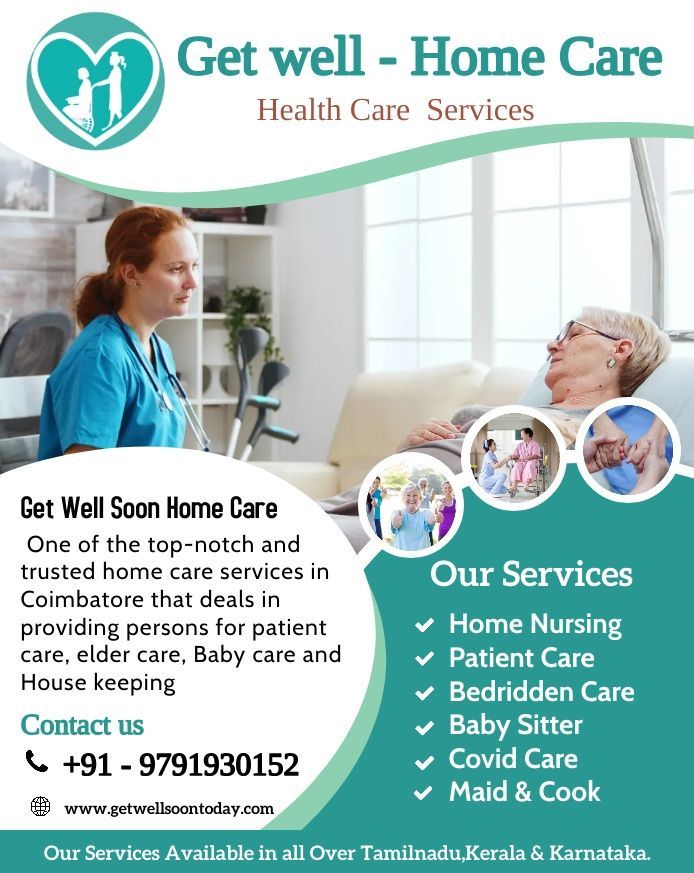 Get well - Home Care
Health Care Services
Get Well Soon Home Care
One of the top-notch and
trusted home care services in
Coimbatore that deals in
providing persons for patient
care, elder care, Baby care and
House keeping
Contact us
+91 - 9791930152
www.getwellsoontoday.com
Our Services
Home Nursing
Patient Care
Bedridden Care
Baby Sitter
Covid Care
Maid & Cook
Our Services Available in all Over Tamilnadu,Kerala & Karnataka.